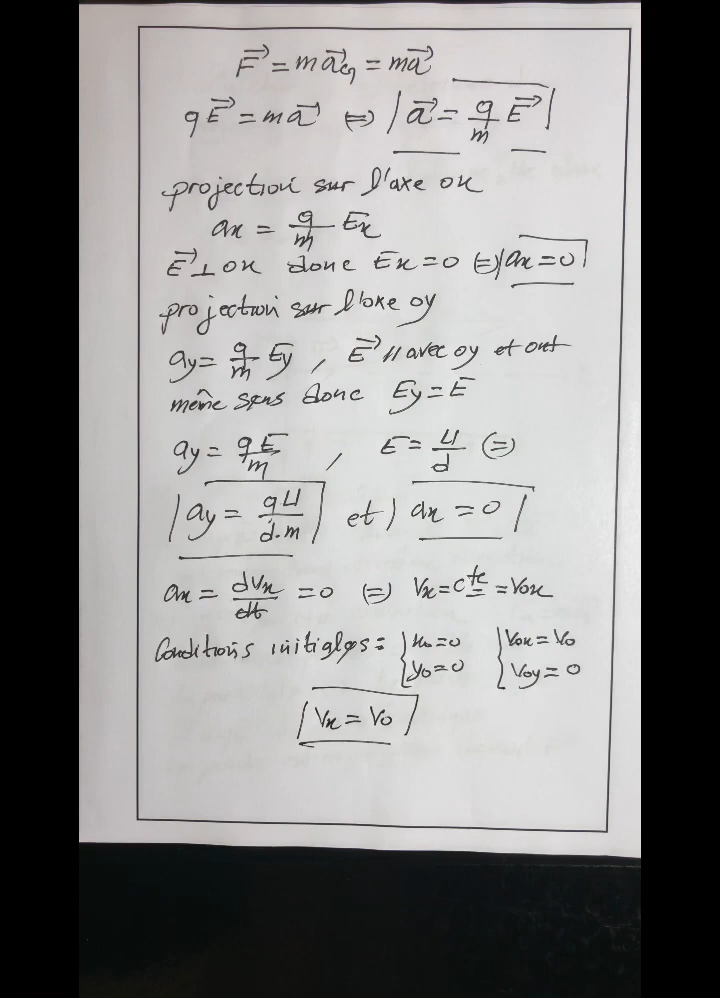 F⃗ = m a⃗G = m a⃗
q E⃗ = m a⃗ ⇔ | a⃗ = q/m E⃗ |
projection sur l'axe ox
ax = q/m Ex
E⃗ ⊥ ox donc Ex = 0 ⇔ | ax = 0 |
projection sur l'axe oy
ay = q/m Ey , E⃗ // avec oy et ont
même sens donc Ey = E
ay = qE/m , E = U/d ⇔
| ay = qU/d.m | et | ax = 0 |
ax = dVx/dt = 0 ⇔ Vx = cte = Vox
Conditions initiales : { x0 = 0 { Vox = V0
{ y0 = 0 { Voy = 0
| Vx = V0 |